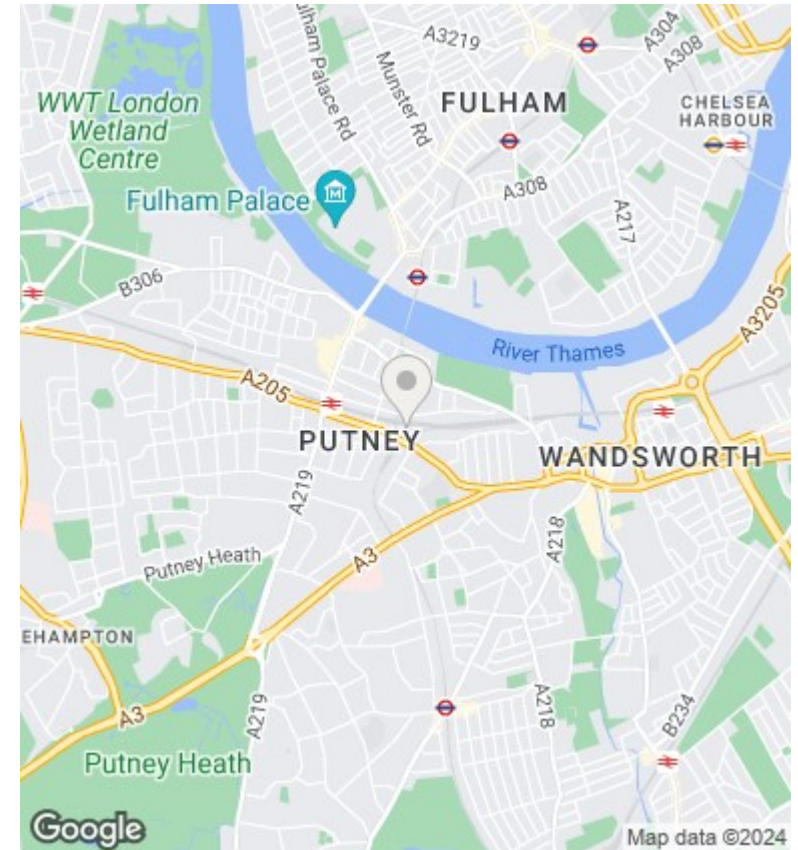 ulham Palace Rd
Munster Rd
A3219
A304
A308
FULHAM
CHELSEA
HARBOUR
WWT London
Wetland
Centre
Fulham Palace
A308
A217
B306
A3205
River Thames
A205
PUTNEY
WANDSWORTH
A219
A218
A3
Putney Heath
EHAMPTON
A219
A218
A3
B234
Putney Heath
Google
Map data ©2024